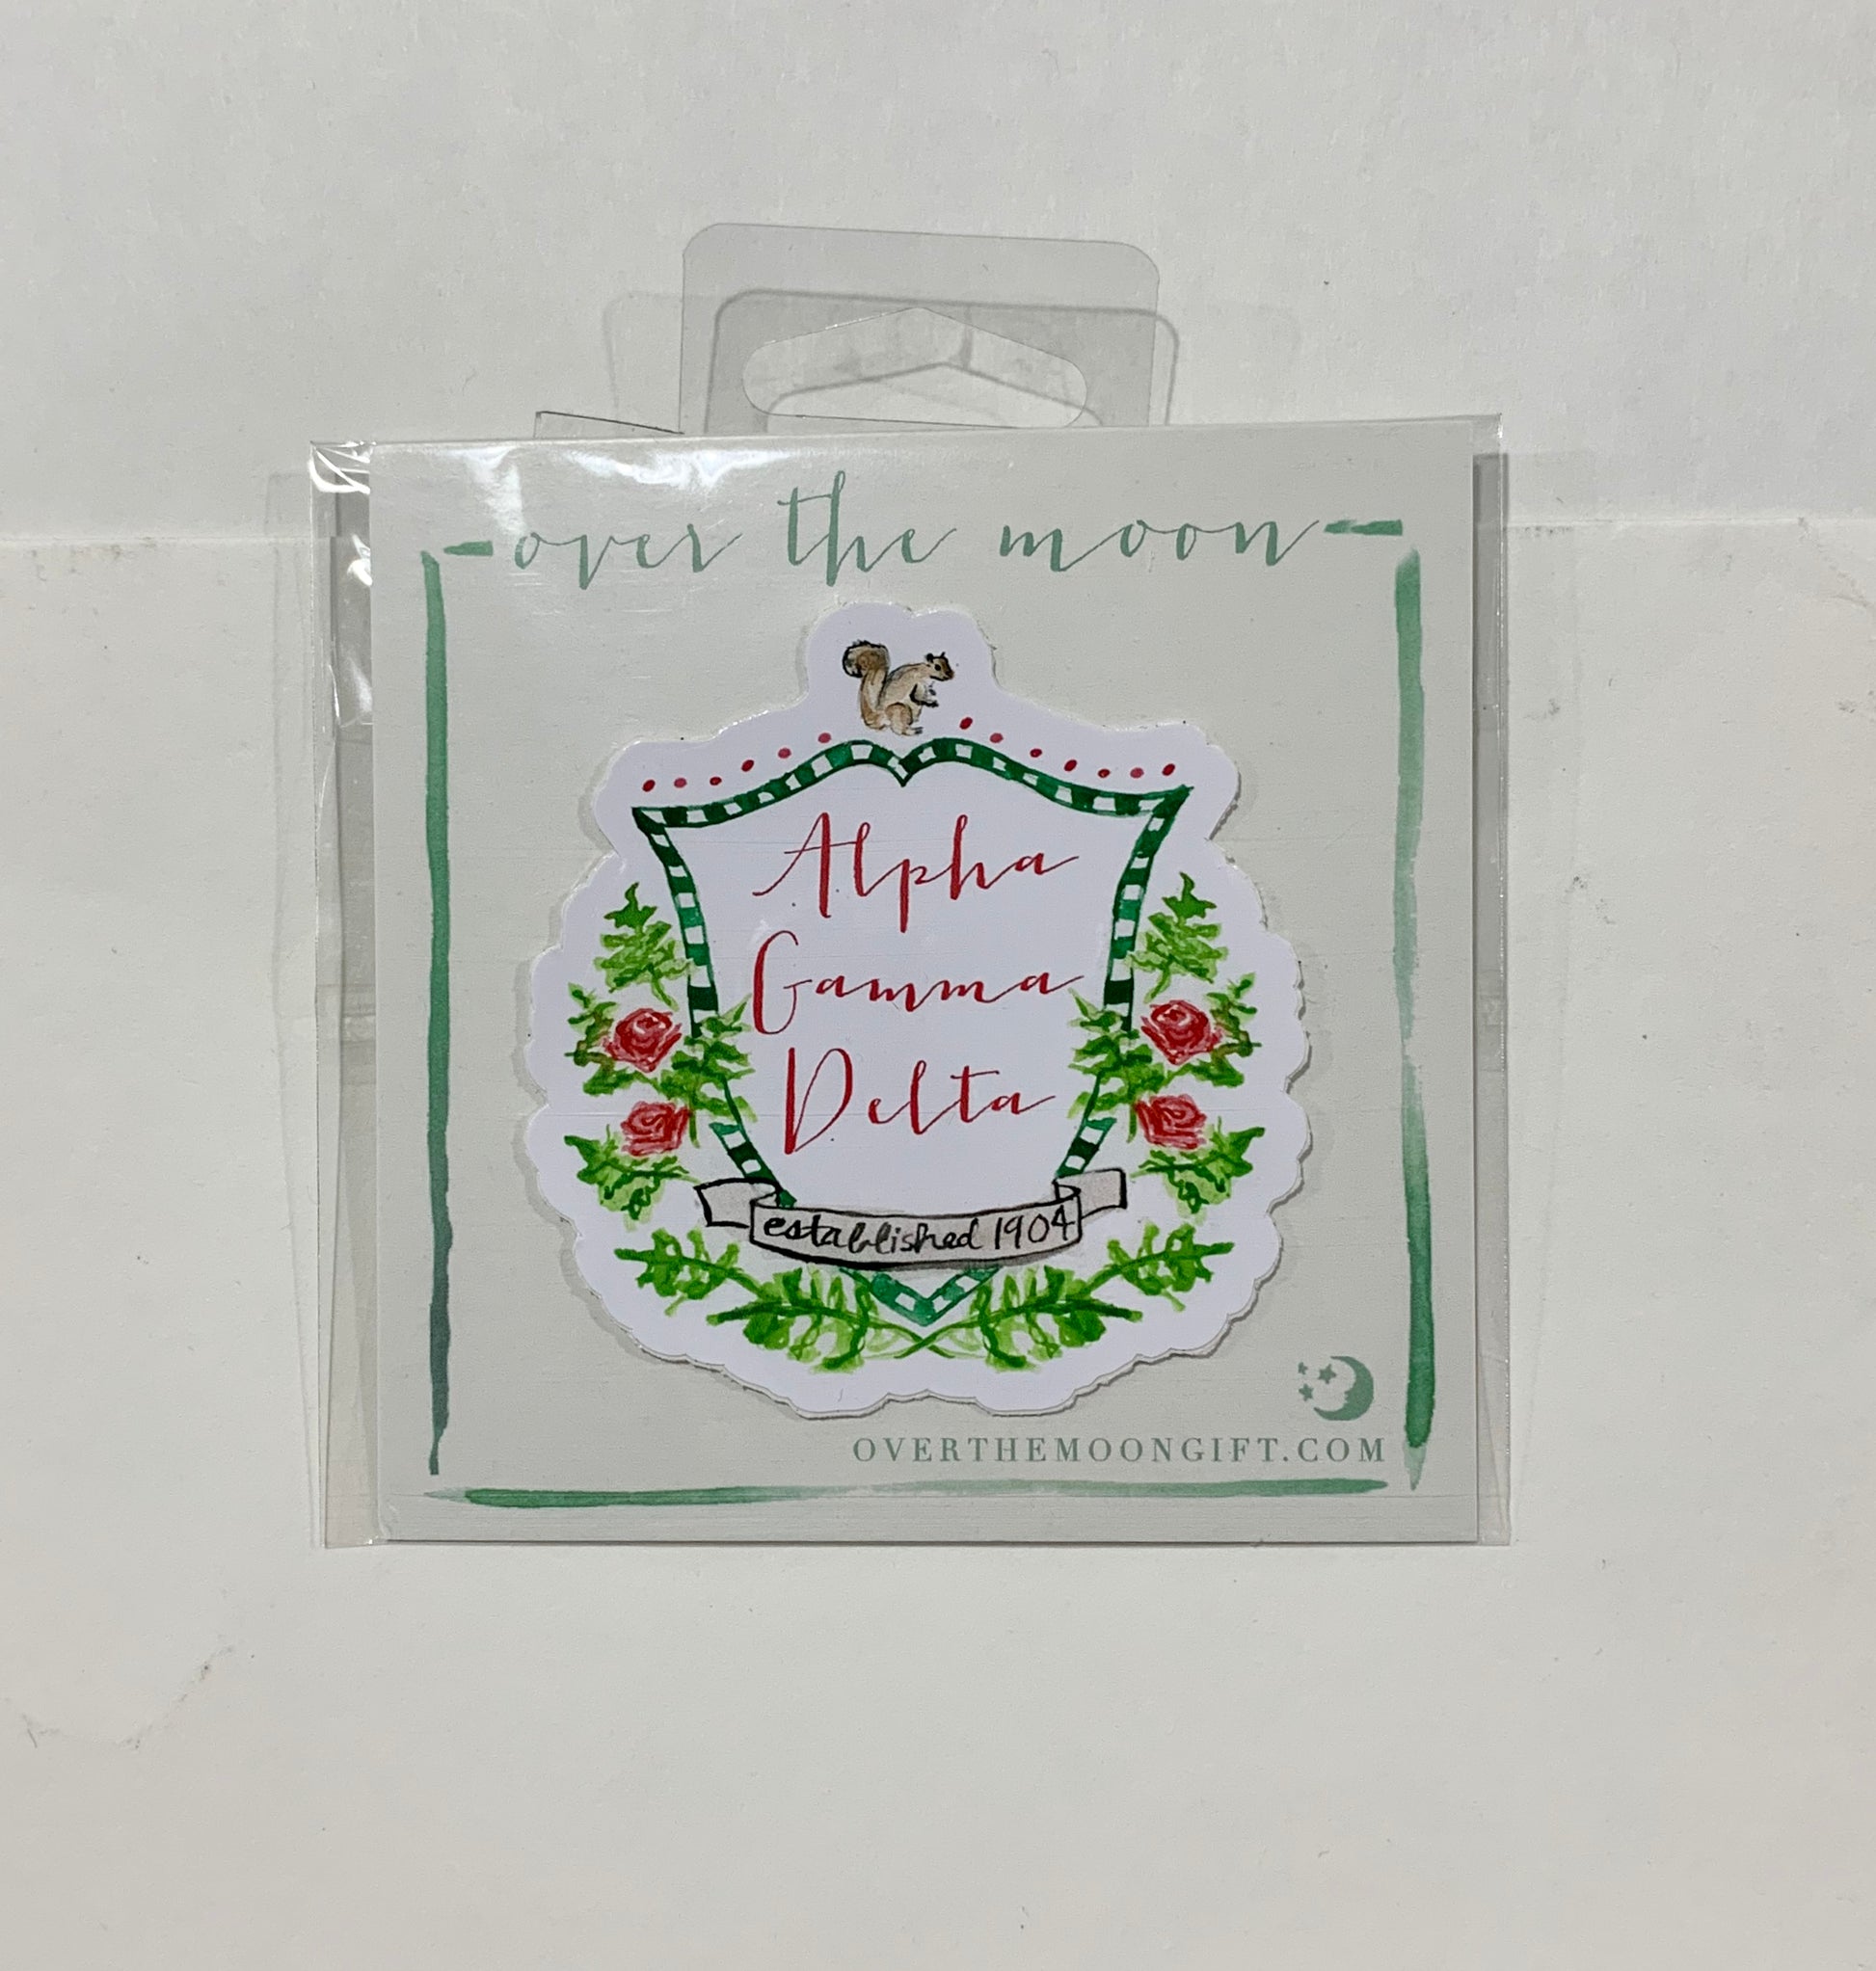 over the moon
Alpha
Gamma
Delta
established 1904
OVERTHEMOONGIFT.COM